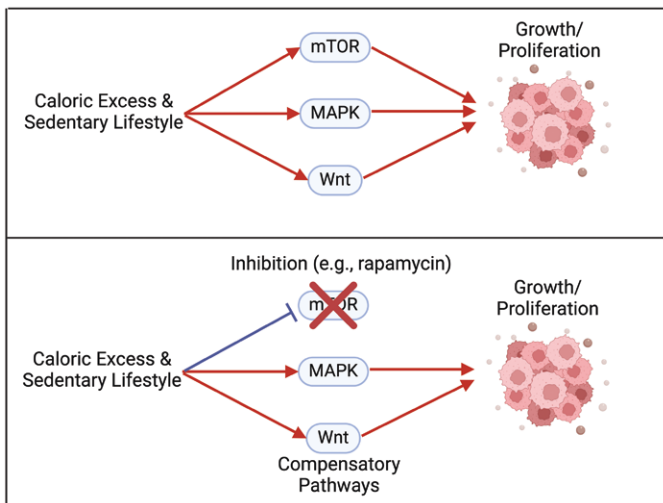 mTOR
Growth/
Proliferation
Caloric Excess &
Sedentary Lifestyle
MAPK
Wnt
Inhibition (e.g., rapamycin)
mTOR
Growth/
Proliferation
Caloric Excess &
Sedentary Lifestyle
MAPK
Wnt
Compensatory
Pathways